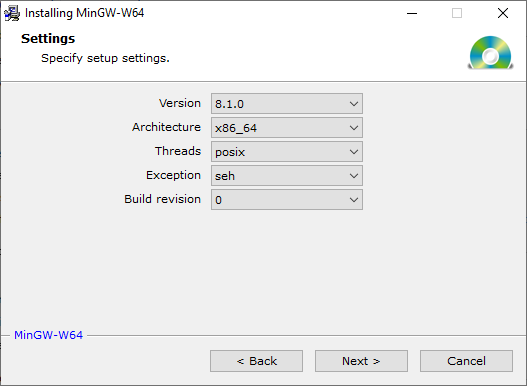 Installing MinGW-W64
Settings
Specify setup settings.
Version 8.1.0
Architecture x86_64
Threads posix
Exception seh
Build revision 0
MinGW-W64
< Back Next > Cancel